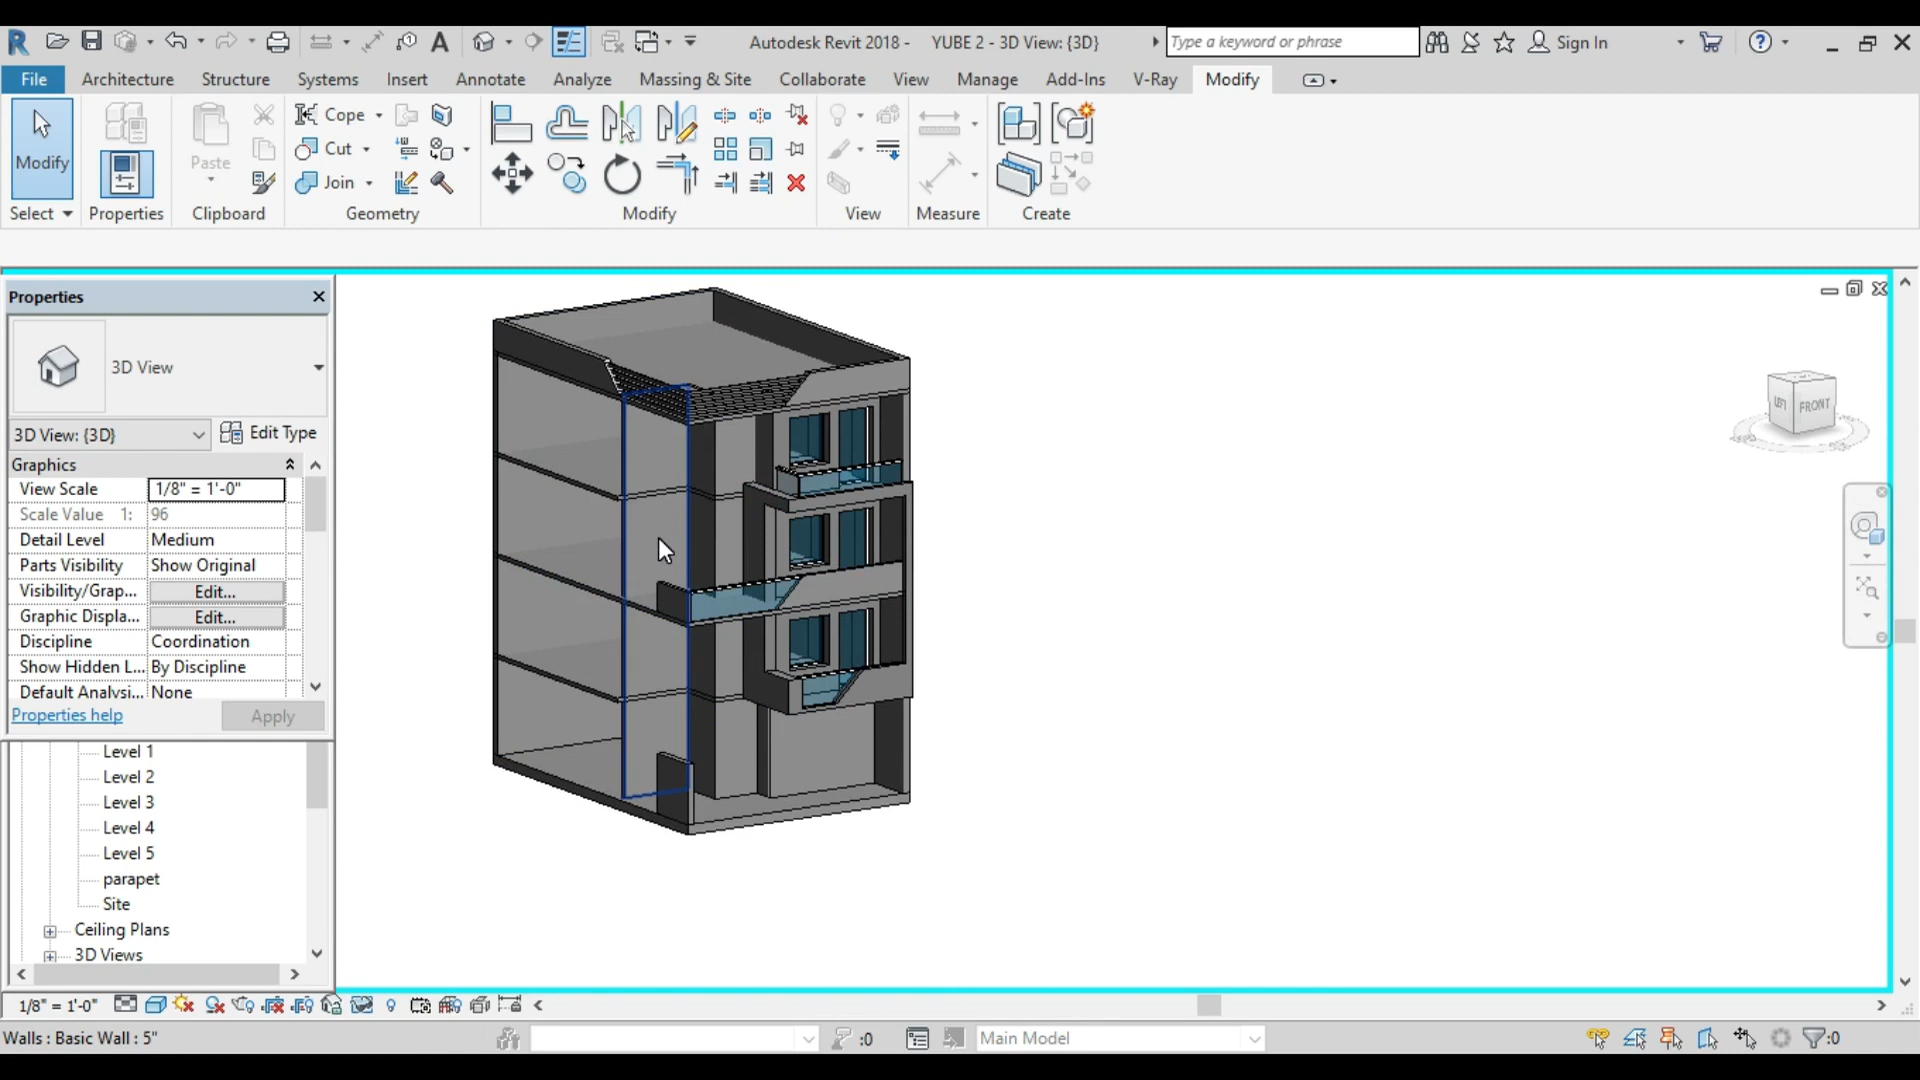 Autodesk Revit 2018 - YUBE 2 - 3D View: {3D}
Type a keyword or phrase
Sign In
File Architecture Structure Systems Insert Annotate Analyze Massing & Site Collaborate View Manage Add-Ins V-Ray Modify
Modify
Paste
Cope
Cut
Join
Select Properties Clipboard Geometry Modify View Measure Create
Properties
3D View
3D View: {3D} Edit Type
Graphics
View Scale 1/8" = 1'-0"
Scale Value 1: 96
Detail Level Medium
Parts Visibility Show Original
Visibility/Grap... Edit...
Graphic Displa... Edit...
Discipline Coordination
Show Hidden L... By Discipline
Default Analysi... None
Properties help Apply
Level 1
Level 2
Level 3
Level 4
Level 5
parapet
Site
Ceiling Plans
3D Views
LEFT FRONT
1/8" = 1'-0"
Walls : Basic Wall : 5" :0 Main Model :0